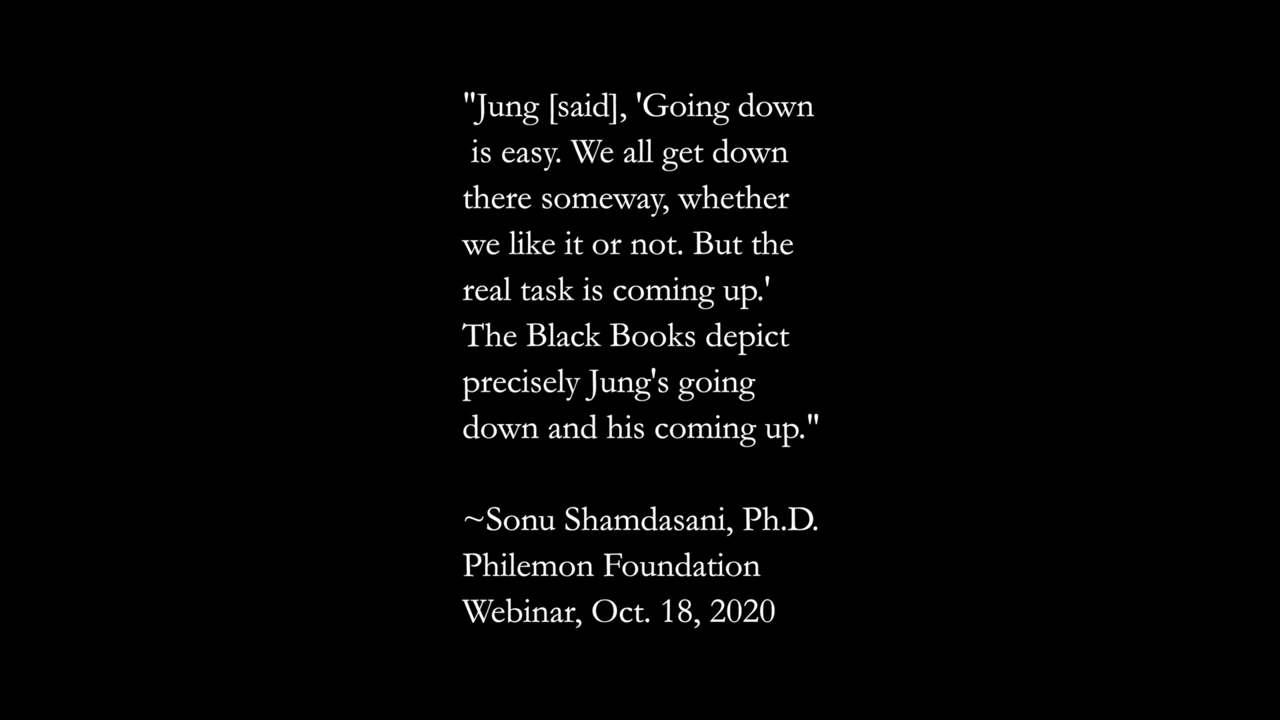 "Jung [said], 'Going down
is easy. We all get down
there someway, whether
we like it or not. But the
real task is coming up.'
The Black Books depict
precisely Jung's going
down and his coming up."
~Sonu Shamdasani, Ph.D.
Philemon Foundation
Webinar, Oct. 18, 2020